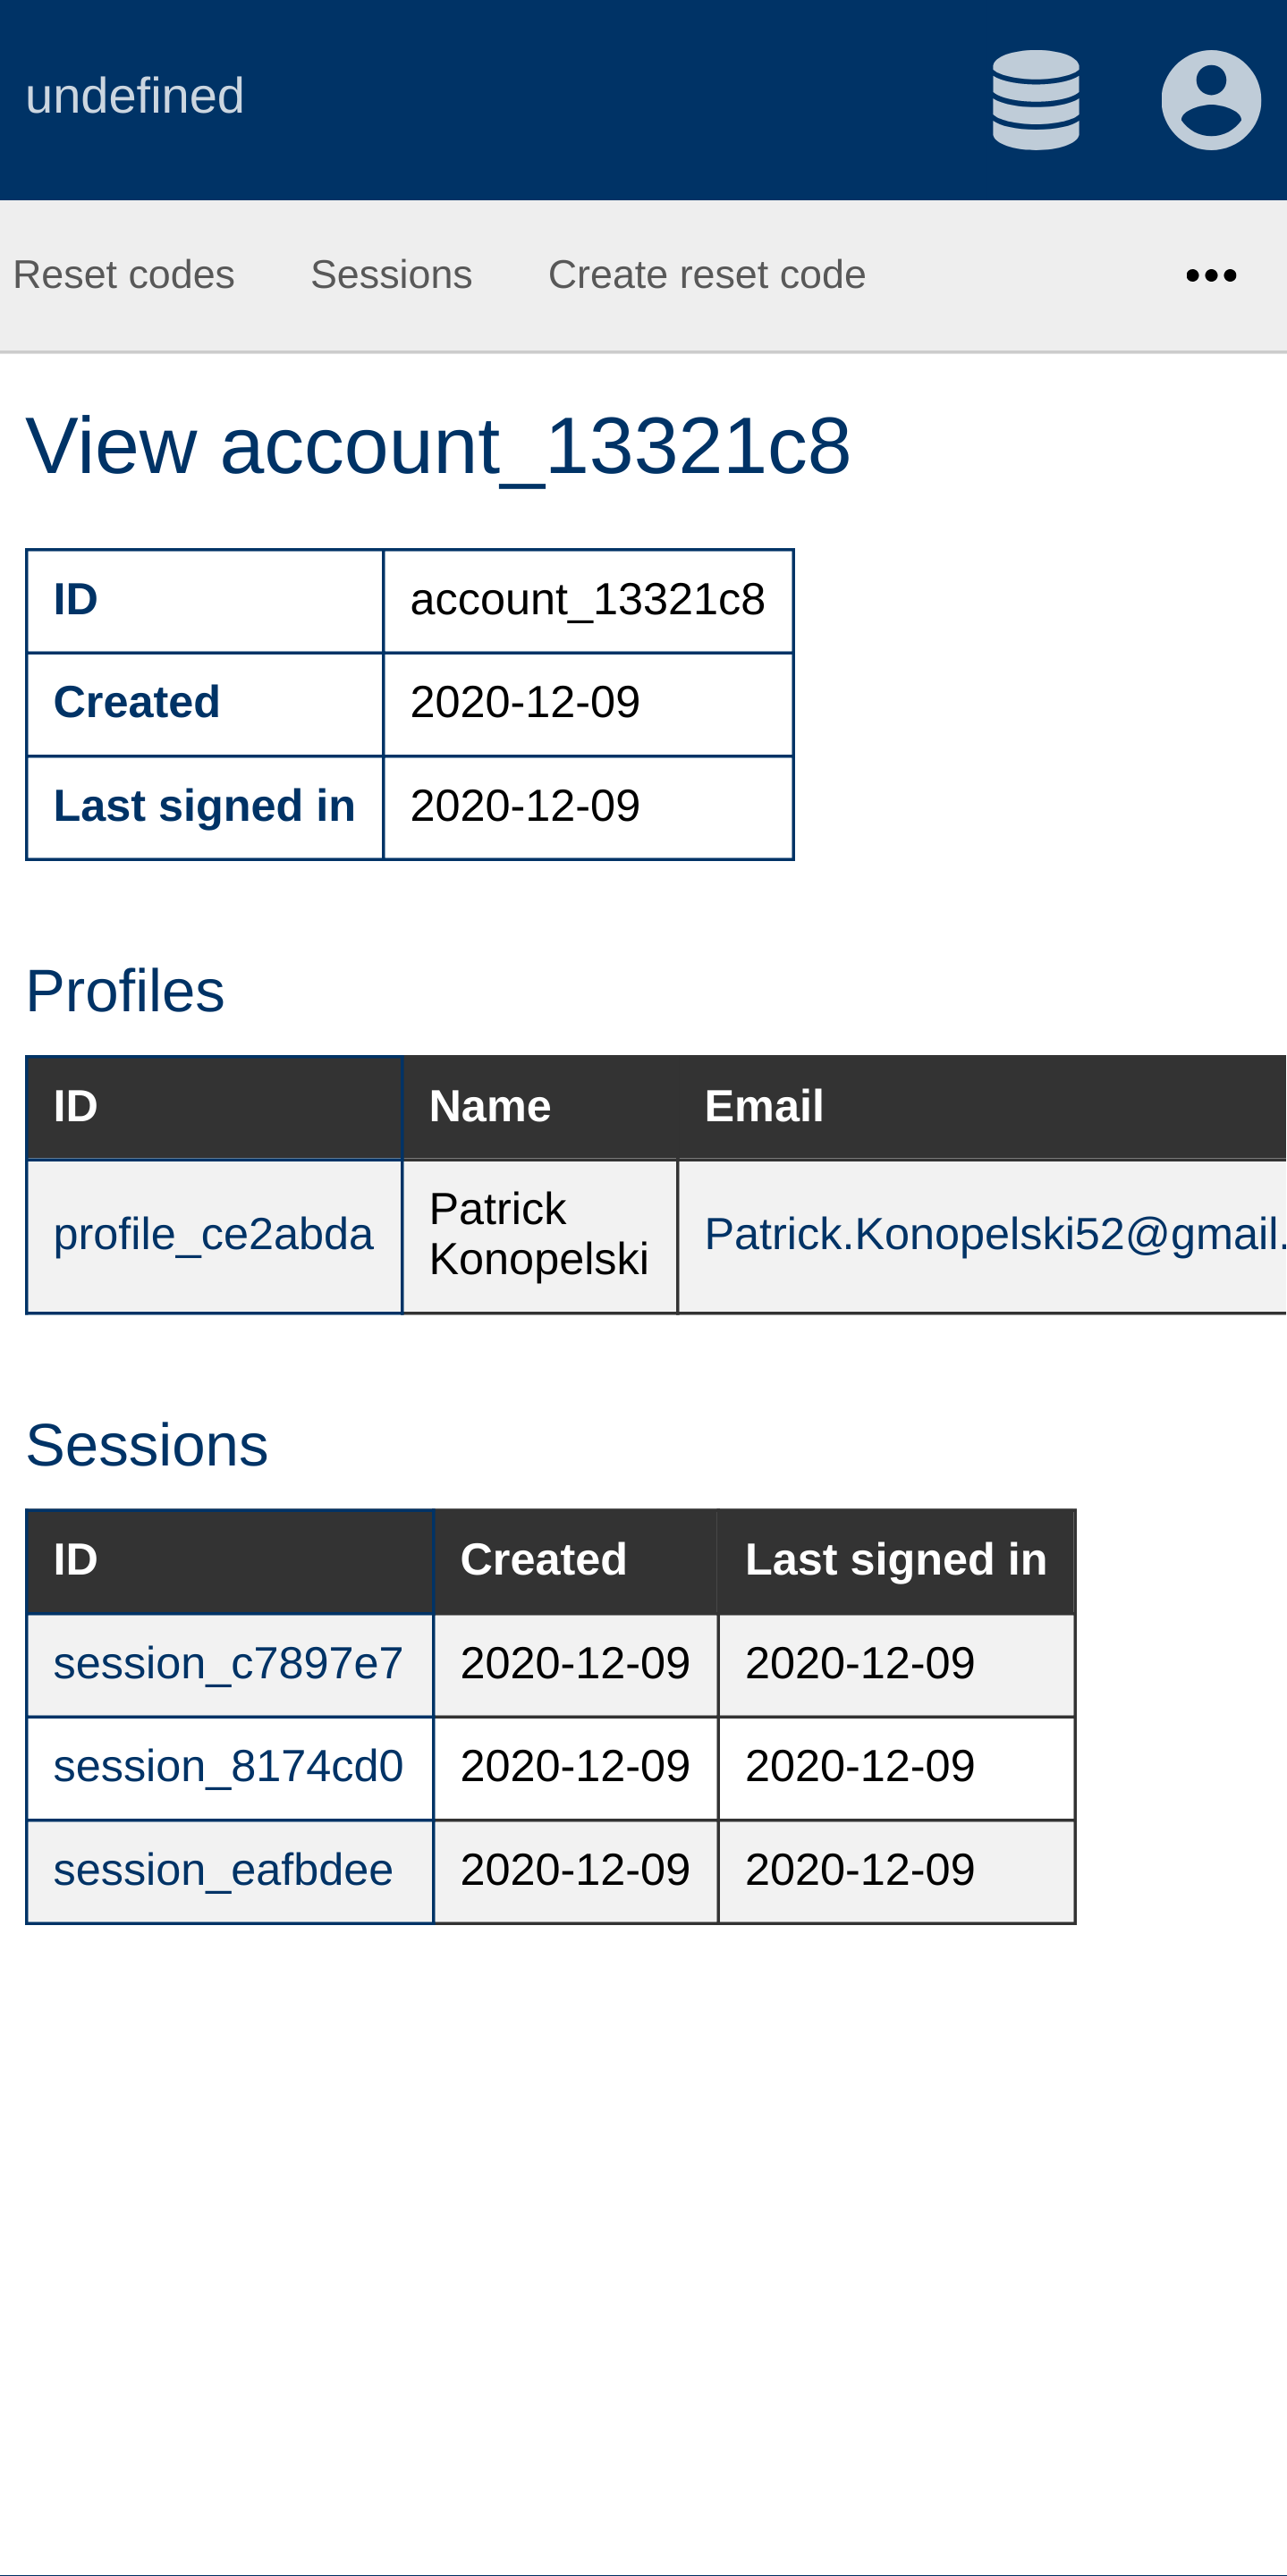 undefined
Reset codes Sessions Create reset code
View account_13321c8
ID account_13321c8
Created 2020-12-09
Last signed in 2020-12-09
Profiles
ID Name Email
profile_ce2abda Patrick Konopelski Patrick.Konopelski52@gmail.
Sessions
ID Created Last signed in
session_c7897e7 2020-12-09 2020-12-09
session_8174cd0 2020-12-09 2020-12-09
session_eafbdee 2020-12-09 2020-12-09